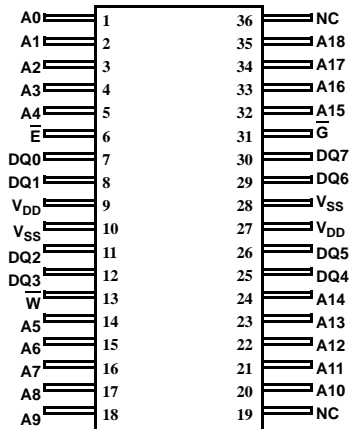 A0 1 36 NC
A1 2 35 A18
A2 3 34 A17
A3 4 33 A16
A4 5 32 A15
E̅ 6 31 G̅
DQ0 7 30 DQ7
DQ1 8 29 DQ6
VDD 9 28 VSS
VSS 10 27 VDD
DQ2 11 26 DQ5
DQ3 12 25 DQ4
W̅ 13 24 A14
A5 14 23 A13
A6 15 22 A12
A7 16 21 A11
A8 17 20 A10
A9 18 19 NC